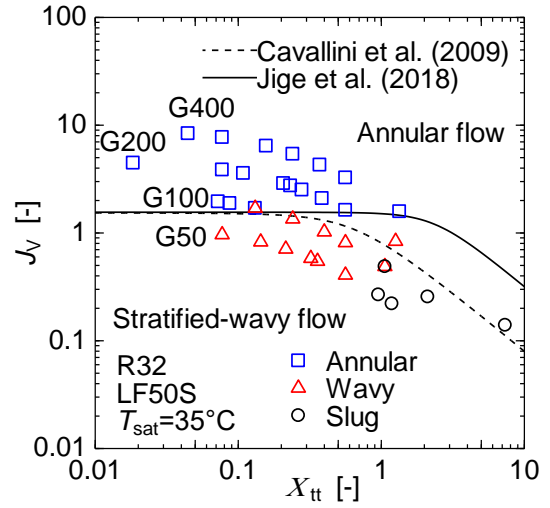 Cavallini et al. (2009)
Jige et al. (2018)
G400
G200
Annular flow
G100
G50
Stratified-wavy flow
R32
LF50S
Tsat=35°C
Annular
Wavy
Slug
100
10
1
0.1
0.01
JV [-]
0.01
0.1
1
10
Xtt [-]